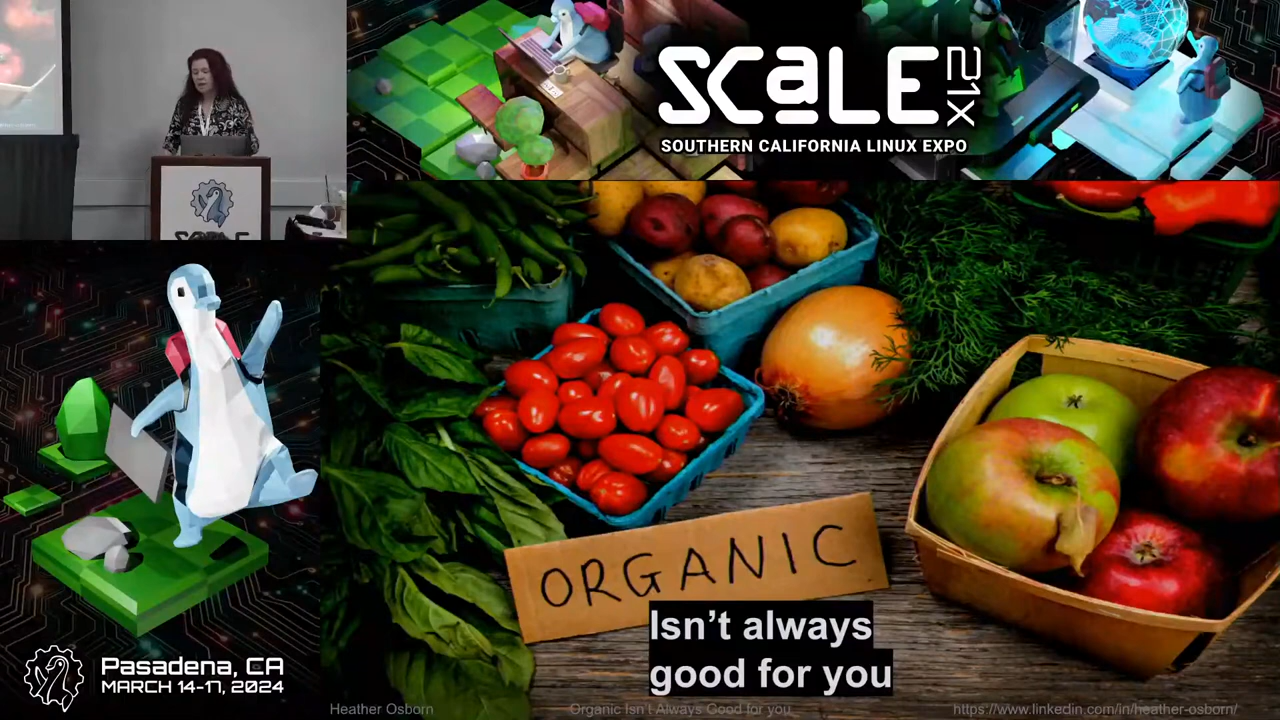 SCaLE 21X
SOUTHERN CALIFORNIA LINUX EXPO
SCALE
ORGANIC
Isn't always
good for you
Pasadena, CA
MARCH 14-17, 2024
Heather Osborn
Organic Isn't Always Good for you
https://www.linkedin.com/in/heather-osborn/